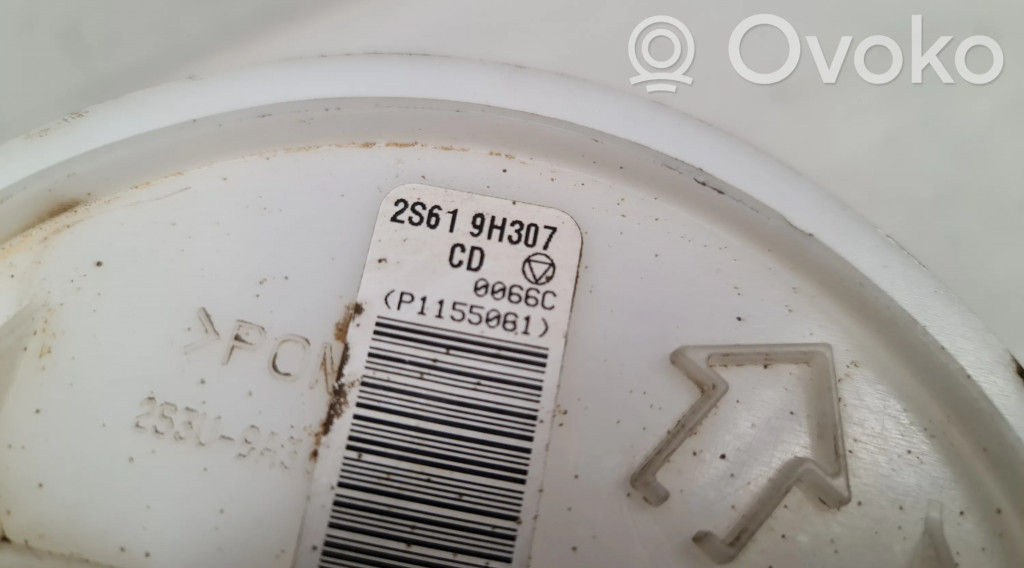 Ovoko
2S61 9H307
CD
0066C
(P1155061)
>POM